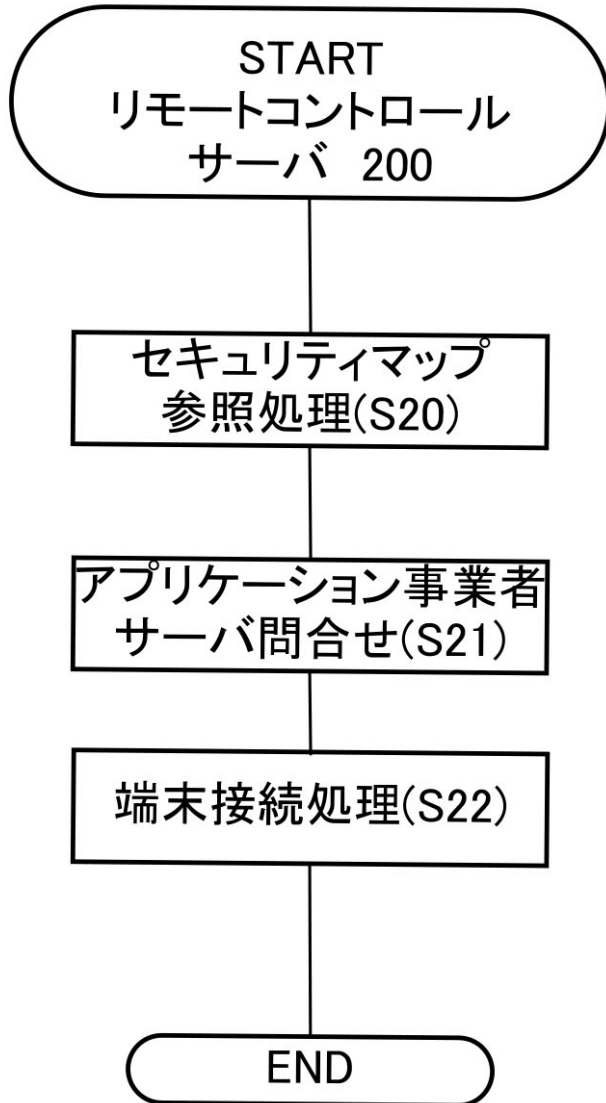 START
リモートコントロール
サーバ 200
セキュリティマップ
参照処理(S20)
アプリケーション事業者
サーバ問合せ(S21)
端末接続処理(S22)
END